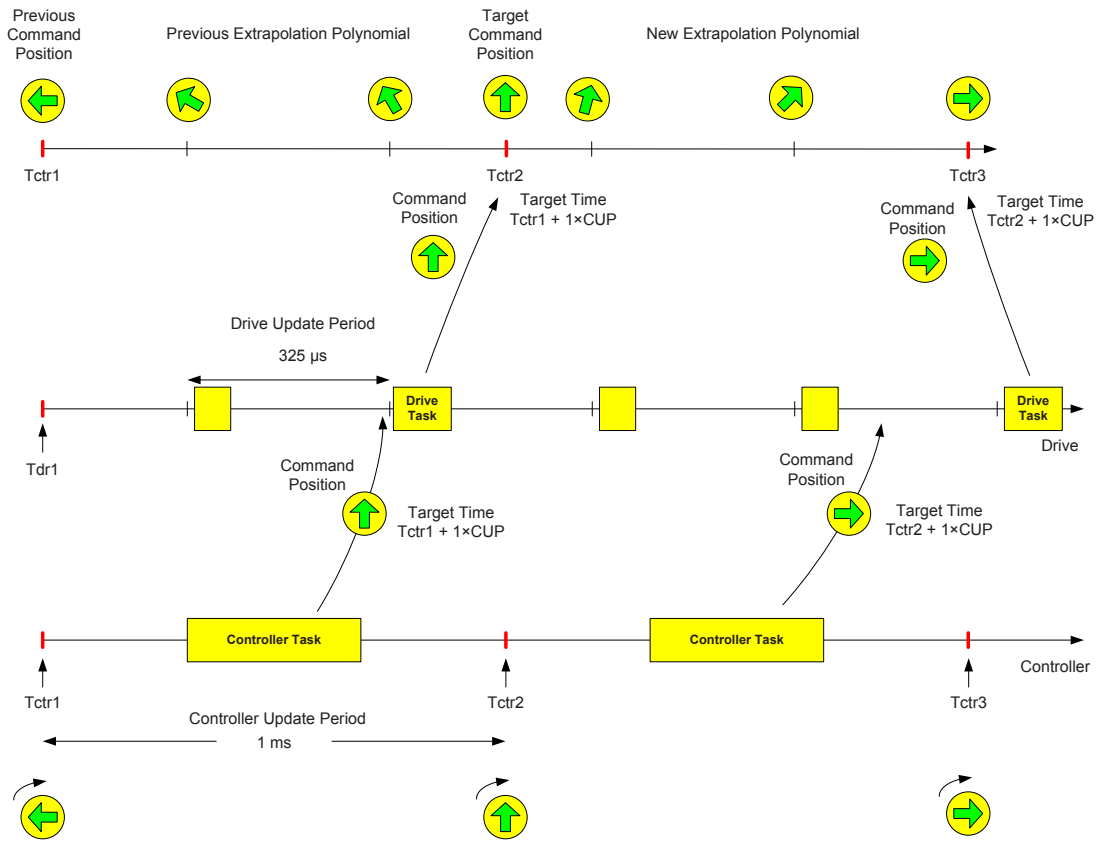 Previous
Command
Position
Previous Extrapolation Polynomial
Target
Command
Position
New Extrapolation Polynomial
Tctr1
Tctr2
Tctr3
Command
Position
Target Time
Tctr1 + 1×CUP
Command
Position
Target Time
Tctr2 + 1×CUP
Drive Update Period
325 µs
Drive
Task
Drive
Task
Drive
Tdr1
Command
Position
Target Time
Tctr1 + 1×CUP
Command
Position
Target Time
Tctr2 + 1×CUP
Controller Task
Controller Task
Controller
Tctr1
Tctr2
Tctr3
Controller Update Period
1 ms